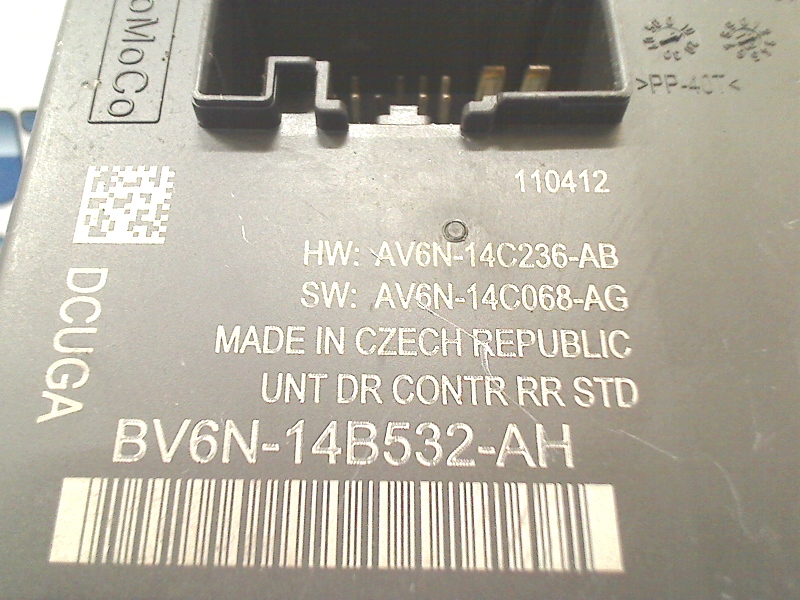 oMoCo
>PP-40T<
110412
HW: AV6N-14C236-AB
SW: AV6N-14C068-AG
MADE IN CZECH REPUBLIC
UNT DR CONTR RR STD
DCUGA
BV6N-14B532-AH